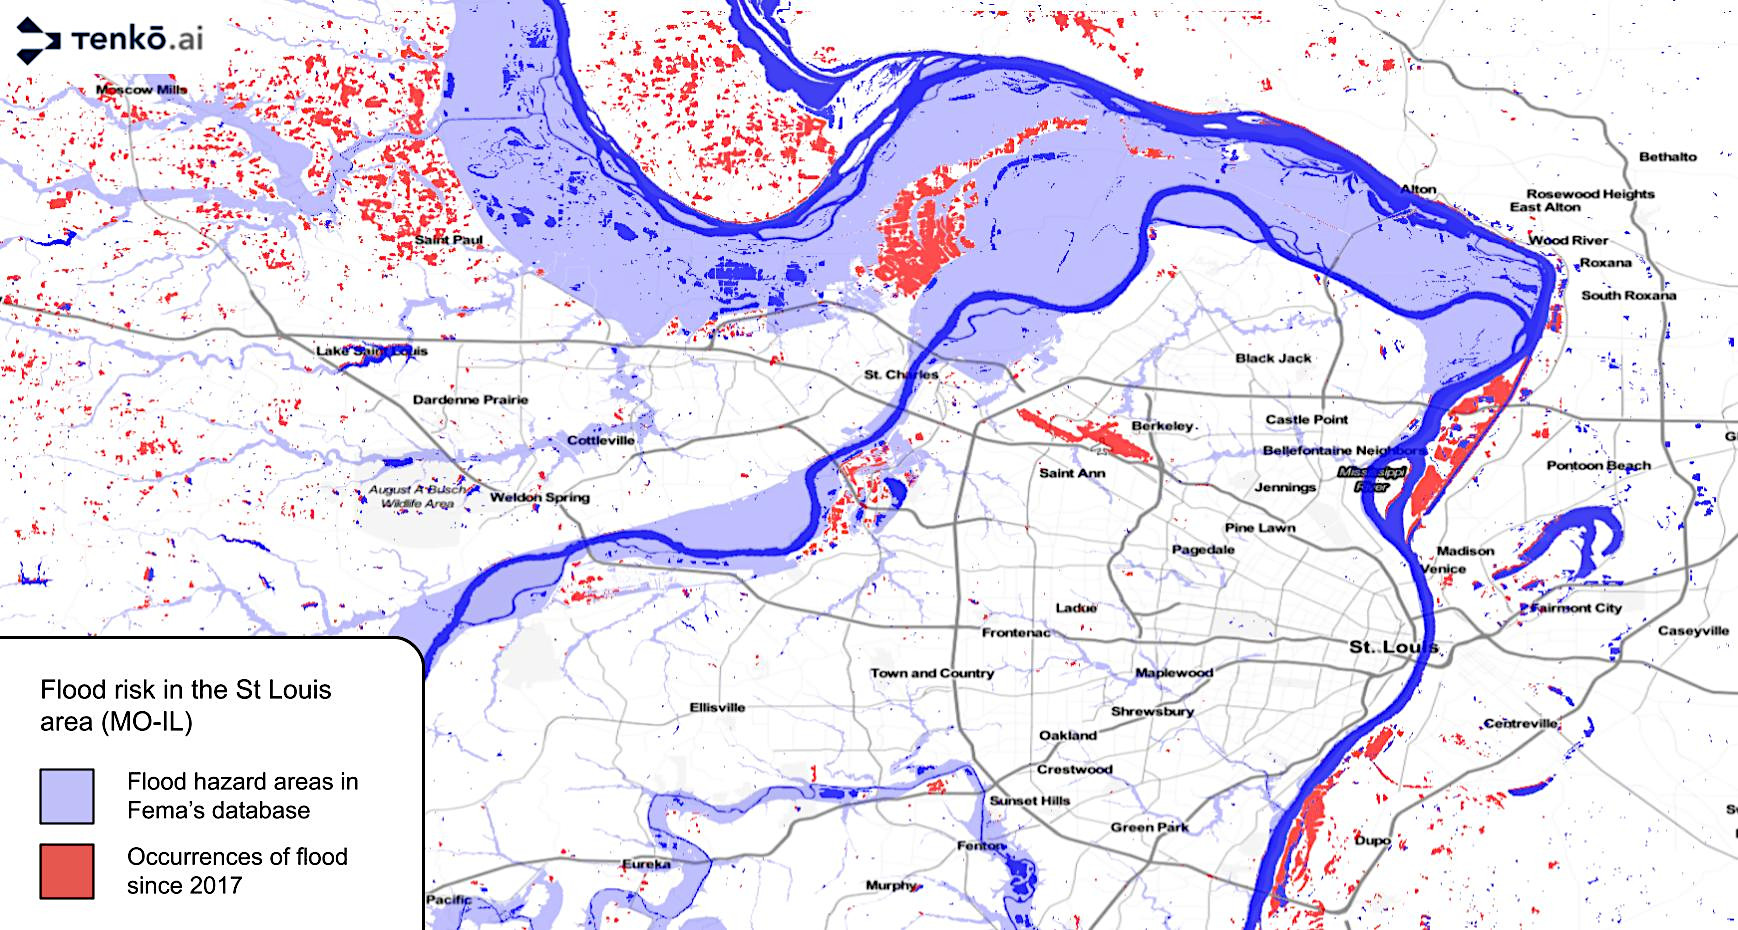 Tenkō.ai
Moscow Mills
Bethalto
Alton
Rosewood Heights
East Alton
Saint Paul
Wood River
Roxana
South Roxana
Lake Saint Louis
Black Jack
St. Charles
Dardenne Prairie
Castle Point
Berkeley
Cottleville
Bellefontaine Neighbors
Pontoon Beach
Saint Ann
Mississippi
River
August A Busch
Wildlife Area
Weldon Spring
Jennings
Pine Lawn
Pagedale
Madison
Venice
Ladue
Fairmont City
Frontenac
Caseyville
St. Louis
Town and Country
Maplewood
Ellisville
Shrewsbury
Centreville
Oakland
Crestwood
Sunset Hills
Green Park
Dupo
Fenton
Eureka
Murphy
Pacific
Flood risk in the St Louis
area (MO-IL)
Flood hazard areas in
Fema’s database
Occurrences of flood
since 2017